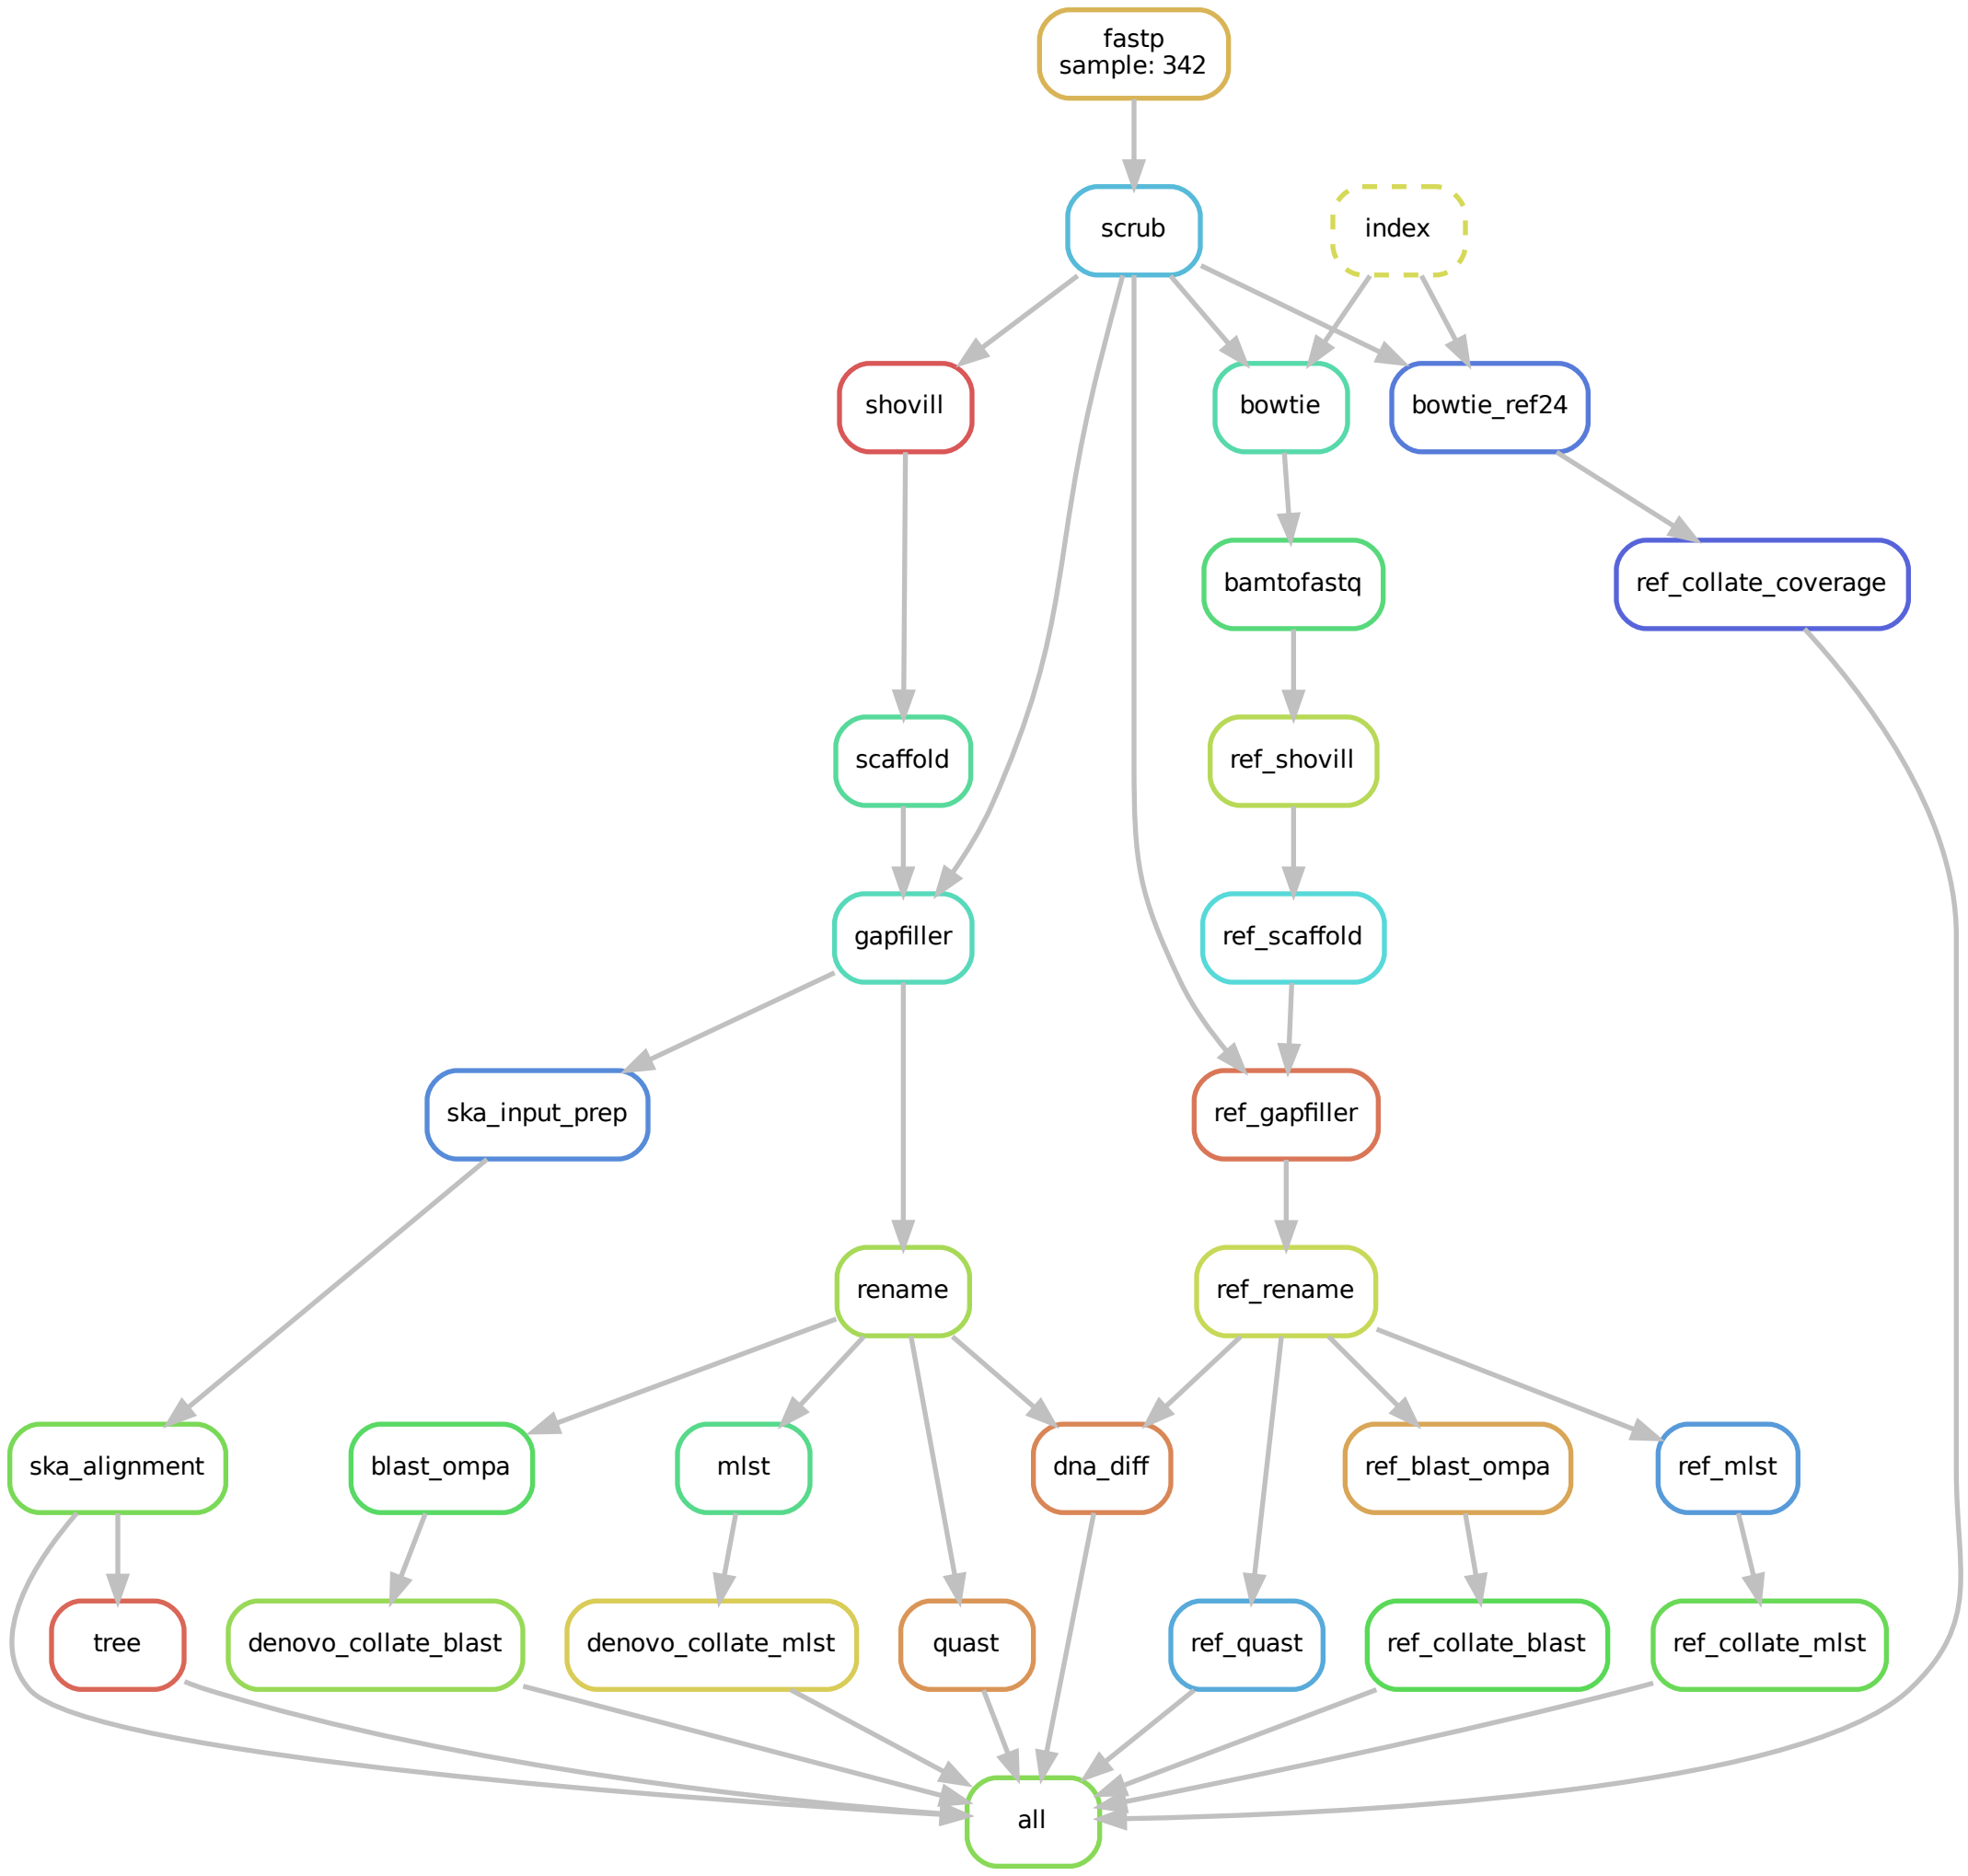 fastp
sample: 342
scrub
index
shovill
bowtie
bowtie_ref24
bamtofastq
ref_collate_coverage
scaffold
ref_shovill
gapfiller
ref_scaffold
ska_input_prep
ref_gapfiller
rename
ref_rename
ska_alignment
blast_ompa
mlst
dna_diff
ref_blast_ompa
ref_mlst
tree
denovo_collate_blast
denovo_collate_mlst
quast
ref_quast
ref_collate_blast
ref_collate_mlst
all